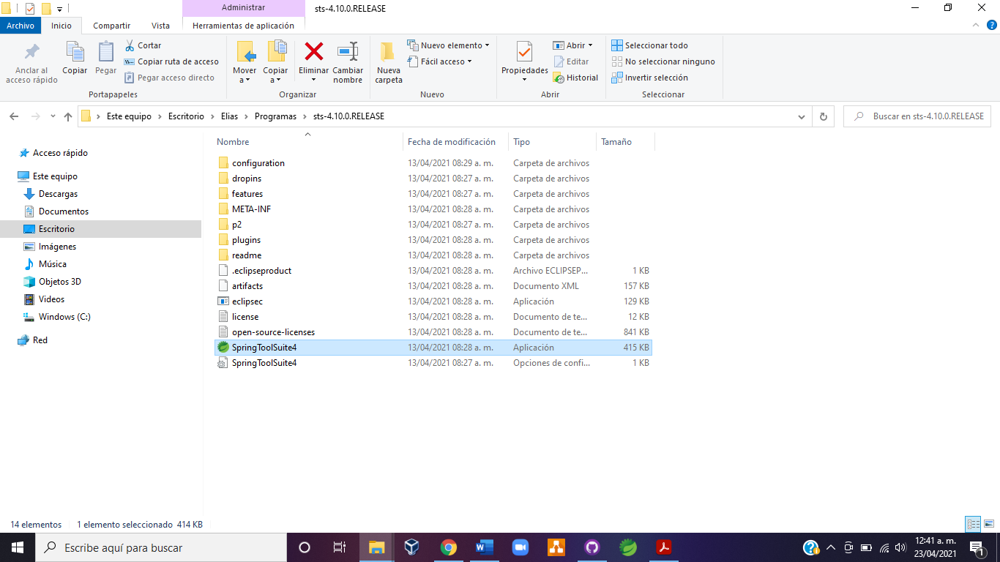 Administrar
sts-4.10.0.RELEASE
Archivo
Inicio
Compartir
Vista
Herramientas de aplicación
Anclar al
acceso rápido
Copiar
Pegar
Cortar
Copiar ruta de acceso
Pegar acceso directo
Portapapeles
Mover
a
Copiar
a
Eliminar
Cambiar
nombre
Organizar
Nueva
carpeta
Nuevo elemento
Fácil acceso
Nuevo
Propiedades
Abrir
Editar
Historial
Abrir
Seleccionar todo
No seleccionar ninguno
Invertir selección
Seleccionar
Este equipo > Escritorio > Elias > Programas > sts-4.10.0.RELEASE
Buscar en sts-4.10.0.RELEASE
Acceso rápido
Este equipo
Descargas
Documentos
Escritorio
Imágenes
Música
Objetos 3D
Videos
Windows (C:)
Red
Nombre Fecha de modificación Tipo Tamaño
configuration 13/04/2021 08:29 a. m. Carpeta de archivos
dropins 13/04/2021 08:27 a. m. Carpeta de archivos
features 13/04/2021 08:27 a. m. Carpeta de archivos
META-INF 13/04/2021 08:28 a. m. Carpeta de archivos
p2 13/04/2021 08:27 a. m. Carpeta de archivos
plugins 13/04/2021 08:28 a. m. Carpeta de archivos
readme 13/04/2021 08:28 a. m. Carpeta de archivos
.eclipseproduct 13/04/2021 08:28 a. m. Archivo ECLIPSEP... 1 KB
artifacts 13/04/2021 08:28 a. m. Documento XML 157 KB
eclipsec 13/04/2021 08:28 a. m. Aplicación 129 KB
license 13/04/2021 08:28 a. m. Documento de te... 12 KB
open-source-licenses 13/04/2021 08:28 a. m. Documento de te... 841 KB
SpringToolSuite4 13/04/2021 08:28 a. m. Aplicación 415 KB
SpringToolSuite4 13/04/2021 08:27 a. m. Opciones de confi... 1 KB
14 elementos 1 elemento seleccionado 414 KB
Escribe aquí para buscar
12:41 a. m.
23/04/2021
1